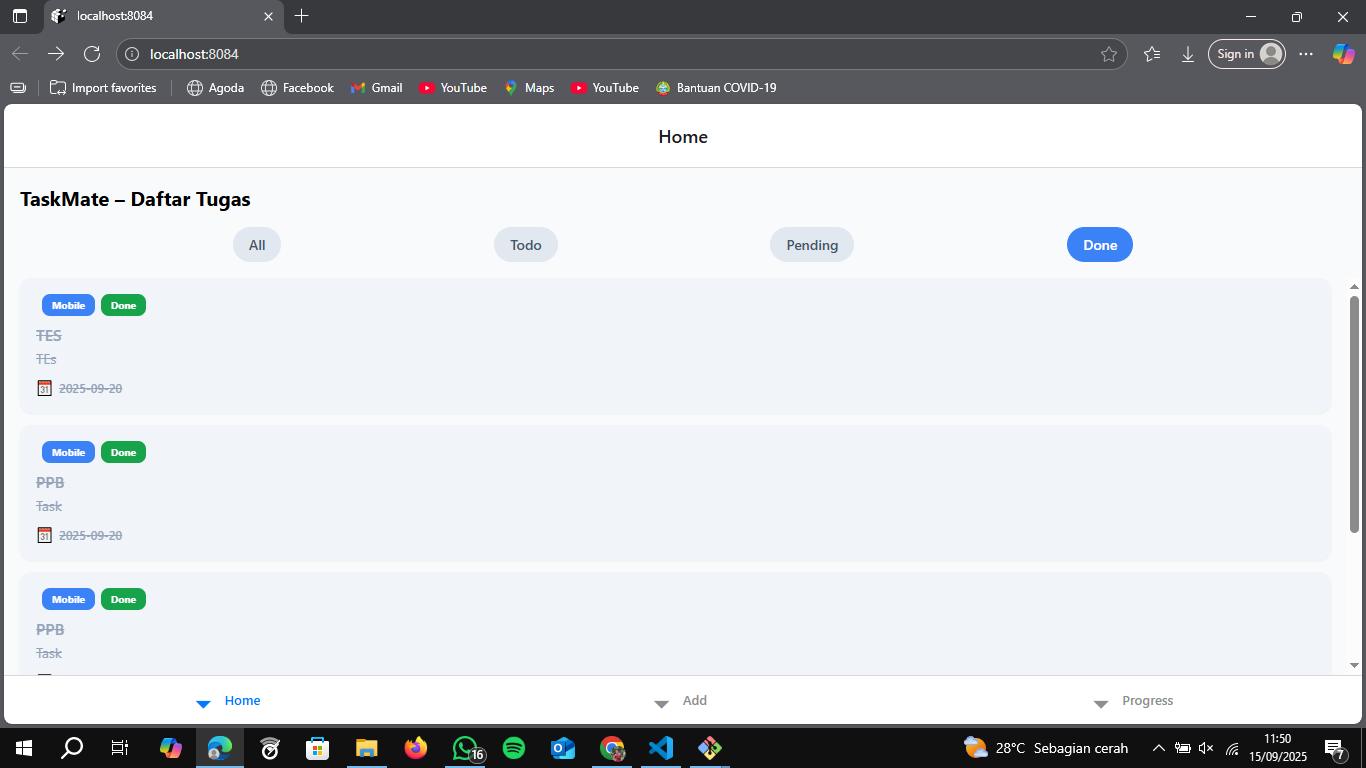 localhost:8084
localhost:8084
Sign in
Import favorites
Agoda
Facebook
Gmail
YouTube
Maps
YouTube
Bantuan COVID-19
Home
TaskMate – Daftar Tugas
All
Todo
Pending
Done
Mobile Done
TES
TEs
31 2025-09-20
Mobile Done
PPB
Task
31 2025-09-20
Mobile Done
PPB
Task
Home
Add
Progress
16
28°C Sebagian cerah
11:50
15/09/2025
7